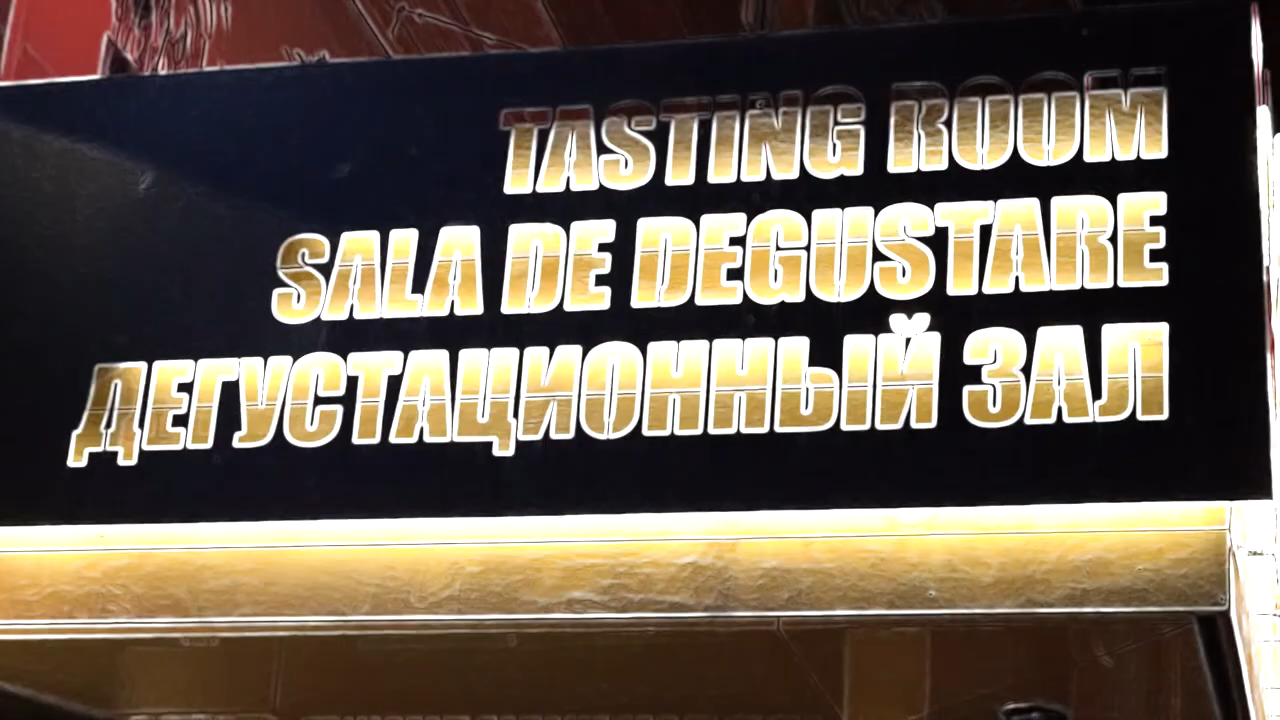 TASTING ROOM
SALA DE DEGUSTARE
ДЕГУСТАЦИОННЫЙ ЗАЛ